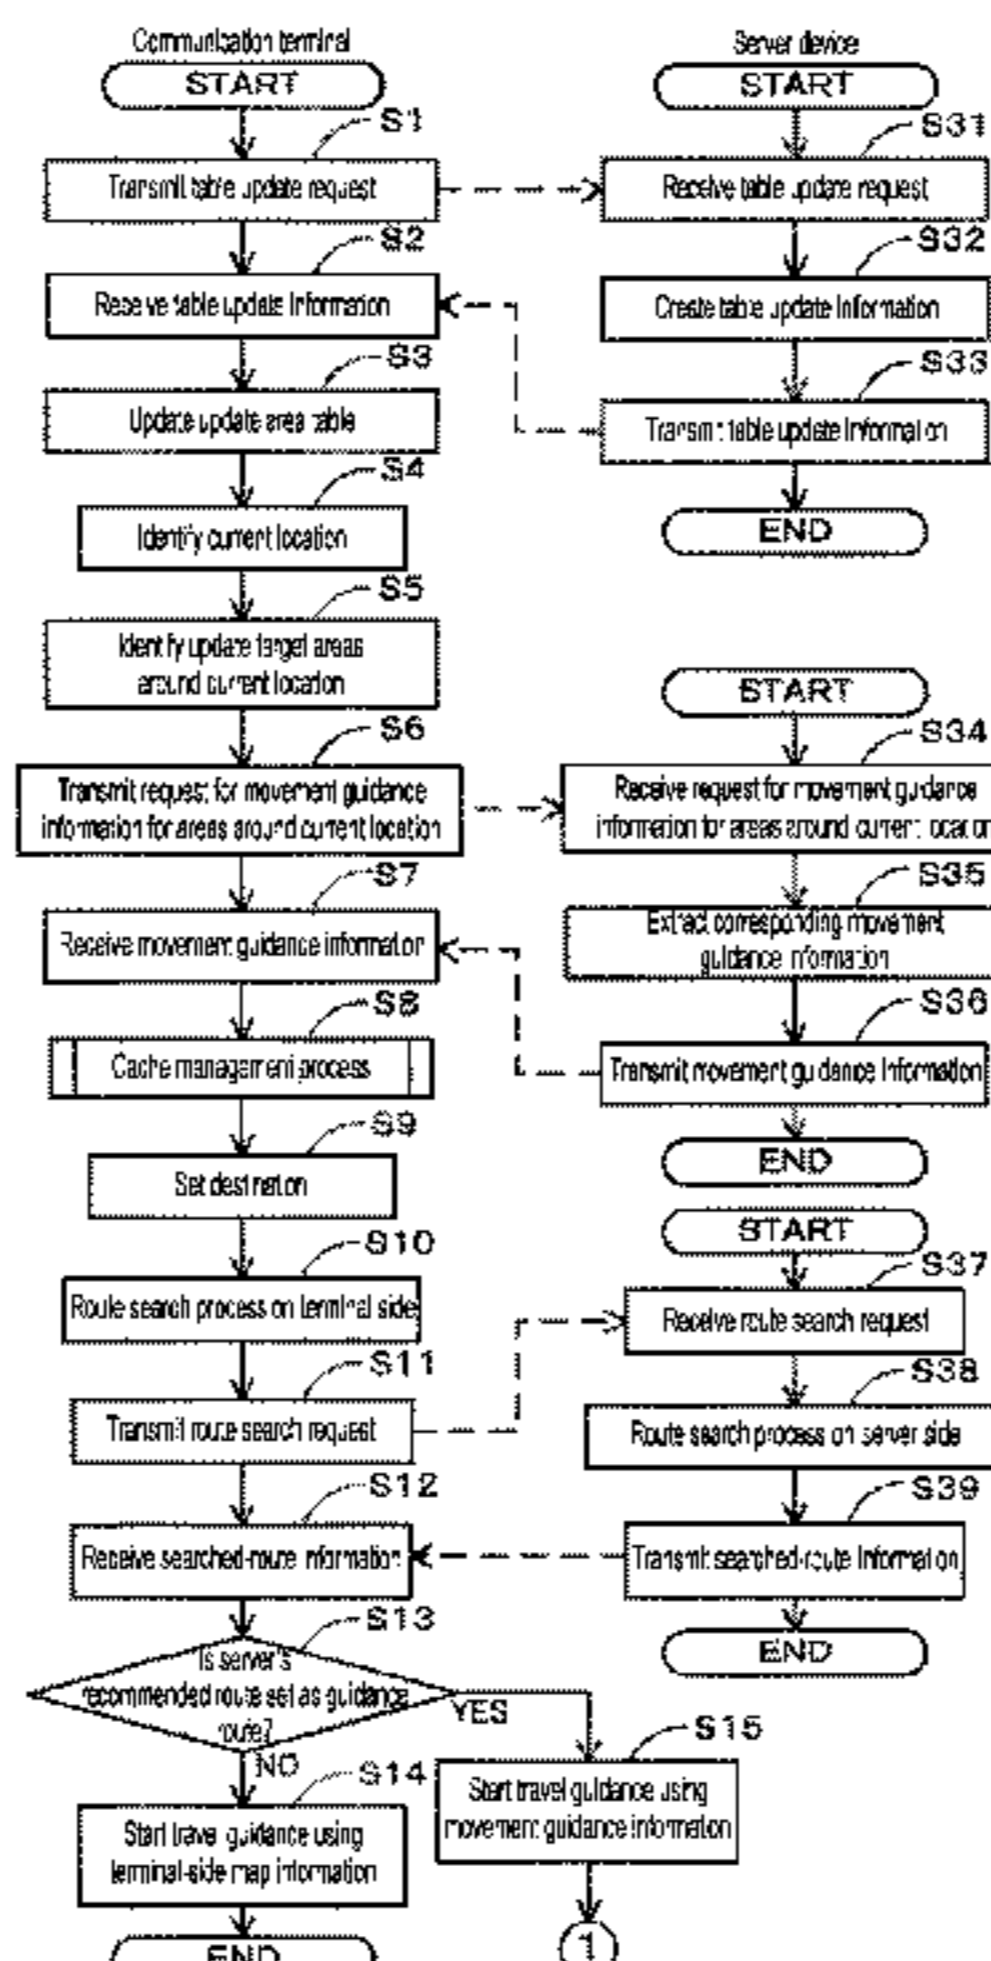 Communication terminal
START
S1
Transmit table update request
S2
Receive table update information
S3
Update update area table
S4
Identify current location
S5
Identify update target areas
around current location
S6
Transmit request for movement guidance
information for areas around current location
S7
Receive movement guidance information
S8
Cache management process
S9
Set destination
S10
Route search process on terminal side
S11
Transmit route search request
S12
Receive searched-route information
S13
Is server's
recommended route set as guidance
route?
YES
NO
S14
Start travel guidance using
terminal-side map information
END
S15
Start travel guidance using
movement guidance information
1
Server device
START
S31
Receive table update request
S32
Create table update information
S33
Transmit table update information
END
START
S34
Receive request for movement guidance
information for areas around current location
S35
Extract corresponding movement
guidance information
S36
Transmit movement guidance information
END
START
S37
Receive route search request
S38
Route search process on server side
S39
Transmit searched-route information
END